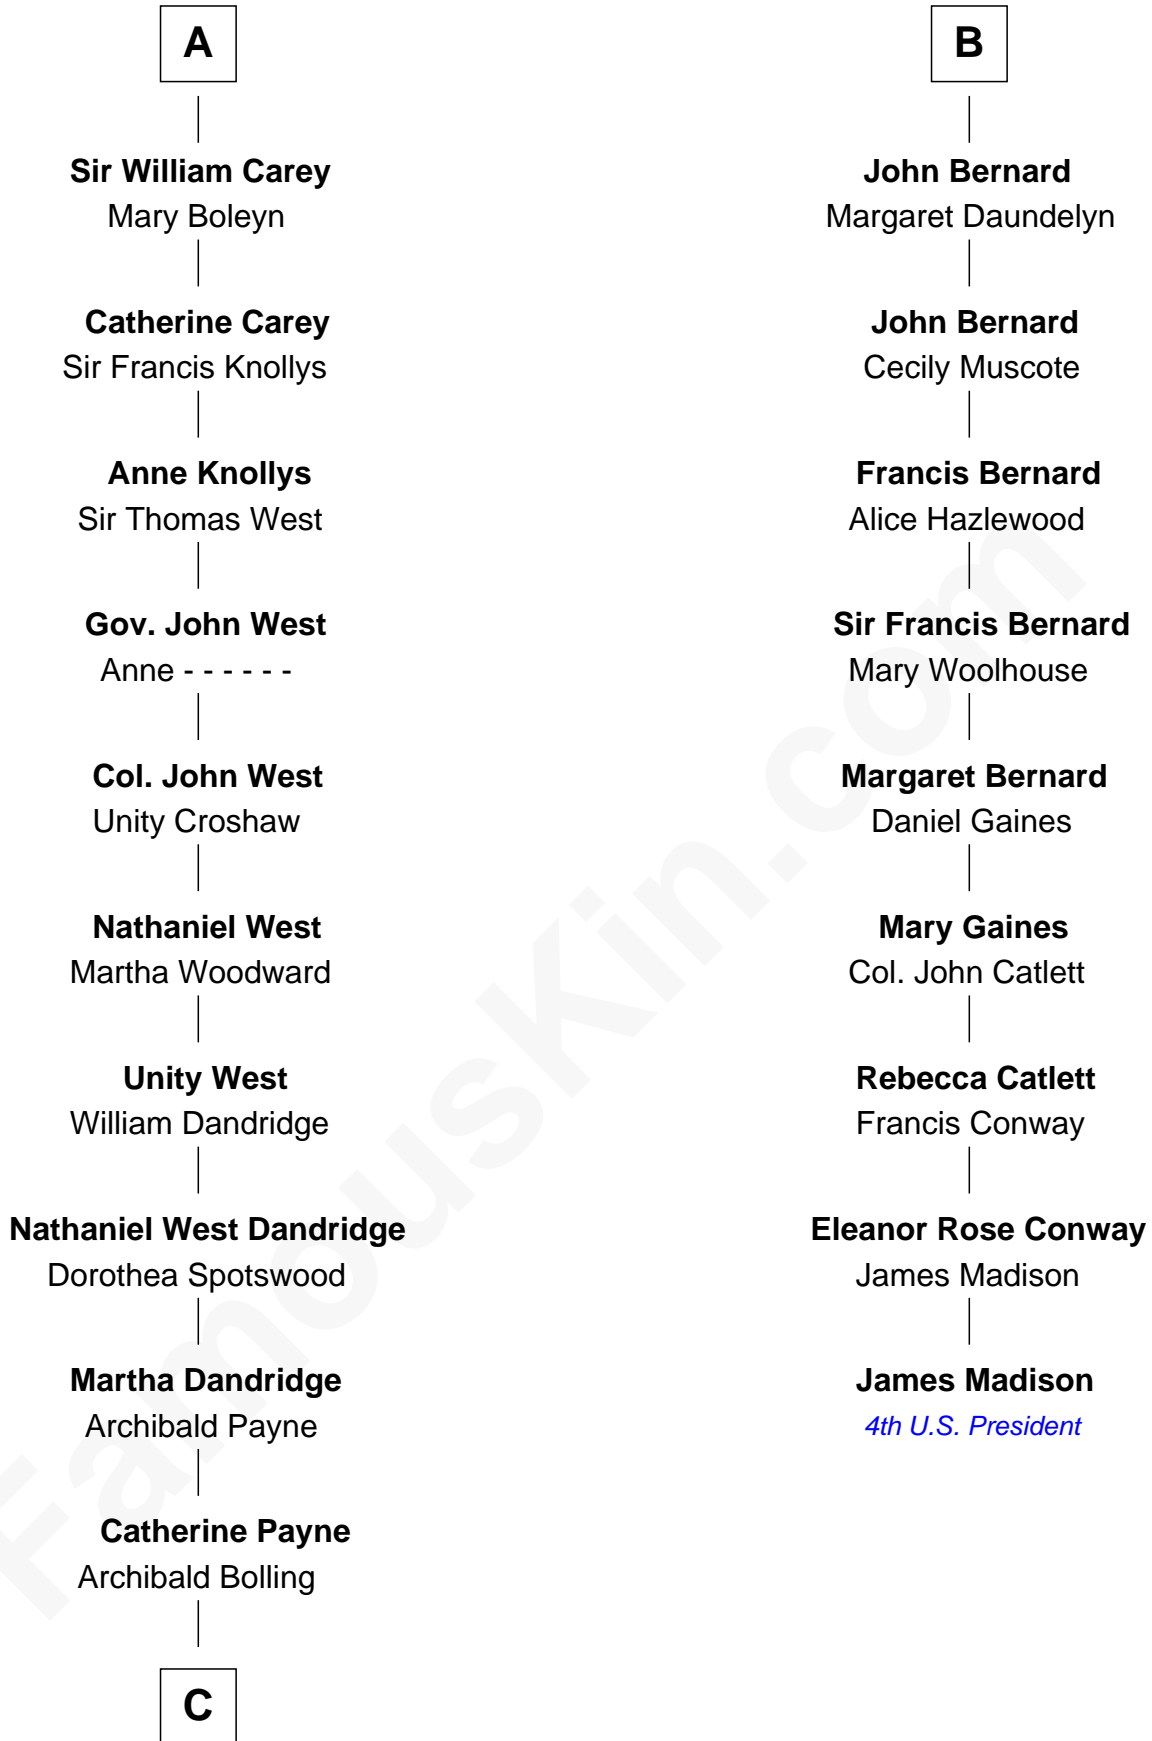 A
Sir William Carey
Mary Boleyn
Catherine Carey
Sir Francis Knollys
Anne Knollys
Sir Thomas West
Gov. John West
Anne - - - - - -
Col. John West
Unity Croshaw
Nathaniel West
Martha Woodward
Unity West
William Dandridge
Nathaniel West Dandridge
Dorothea Spotswood
Martha Dandridge
Archibald Payne
Catherine Payne
Archibald Bolling
C
B
John Bernard
Margaret Daundelyn
John Bernard
Cecily Muscote
Francis Bernard
Alice Hazlewood
Sir Francis Bernard
Mary Woolhouse
Margaret Bernard
Daniel Gaines
Mary Gaines
Col. John Catlett
Rebecca Catlett
Francis Conway
Eleanor Rose Conway
James Madison
James Madison
4th U.S. President
FamousKin.com